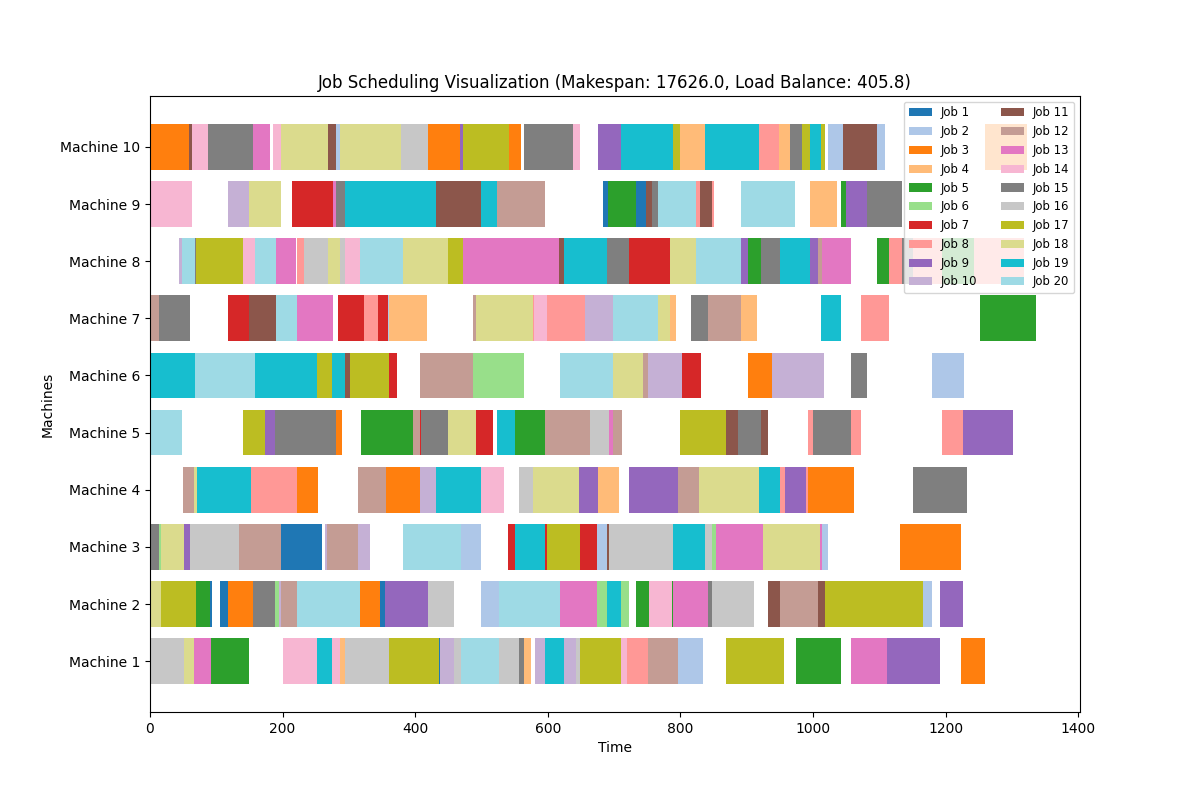 Job Scheduling Visualization (Makespan: 17626.0, Load Balance: 405.8)
Machine 10
Machine 9
Machine 8
Machine 7
Machine 6
Machine 5
Machine 4
Machine 3
Machine 2
Machine 1
Machines
0 200 400 600 800 1000 1200 1400
Time
Job 1 Job 11
Job 2 Job 12
Job 3 Job 13
Job 4 Job 14
Job 5 Job 15
Job 6 Job 16
Job 7 Job 17
Job 8 Job 18
Job 9 Job 19
Job 10 Job 20